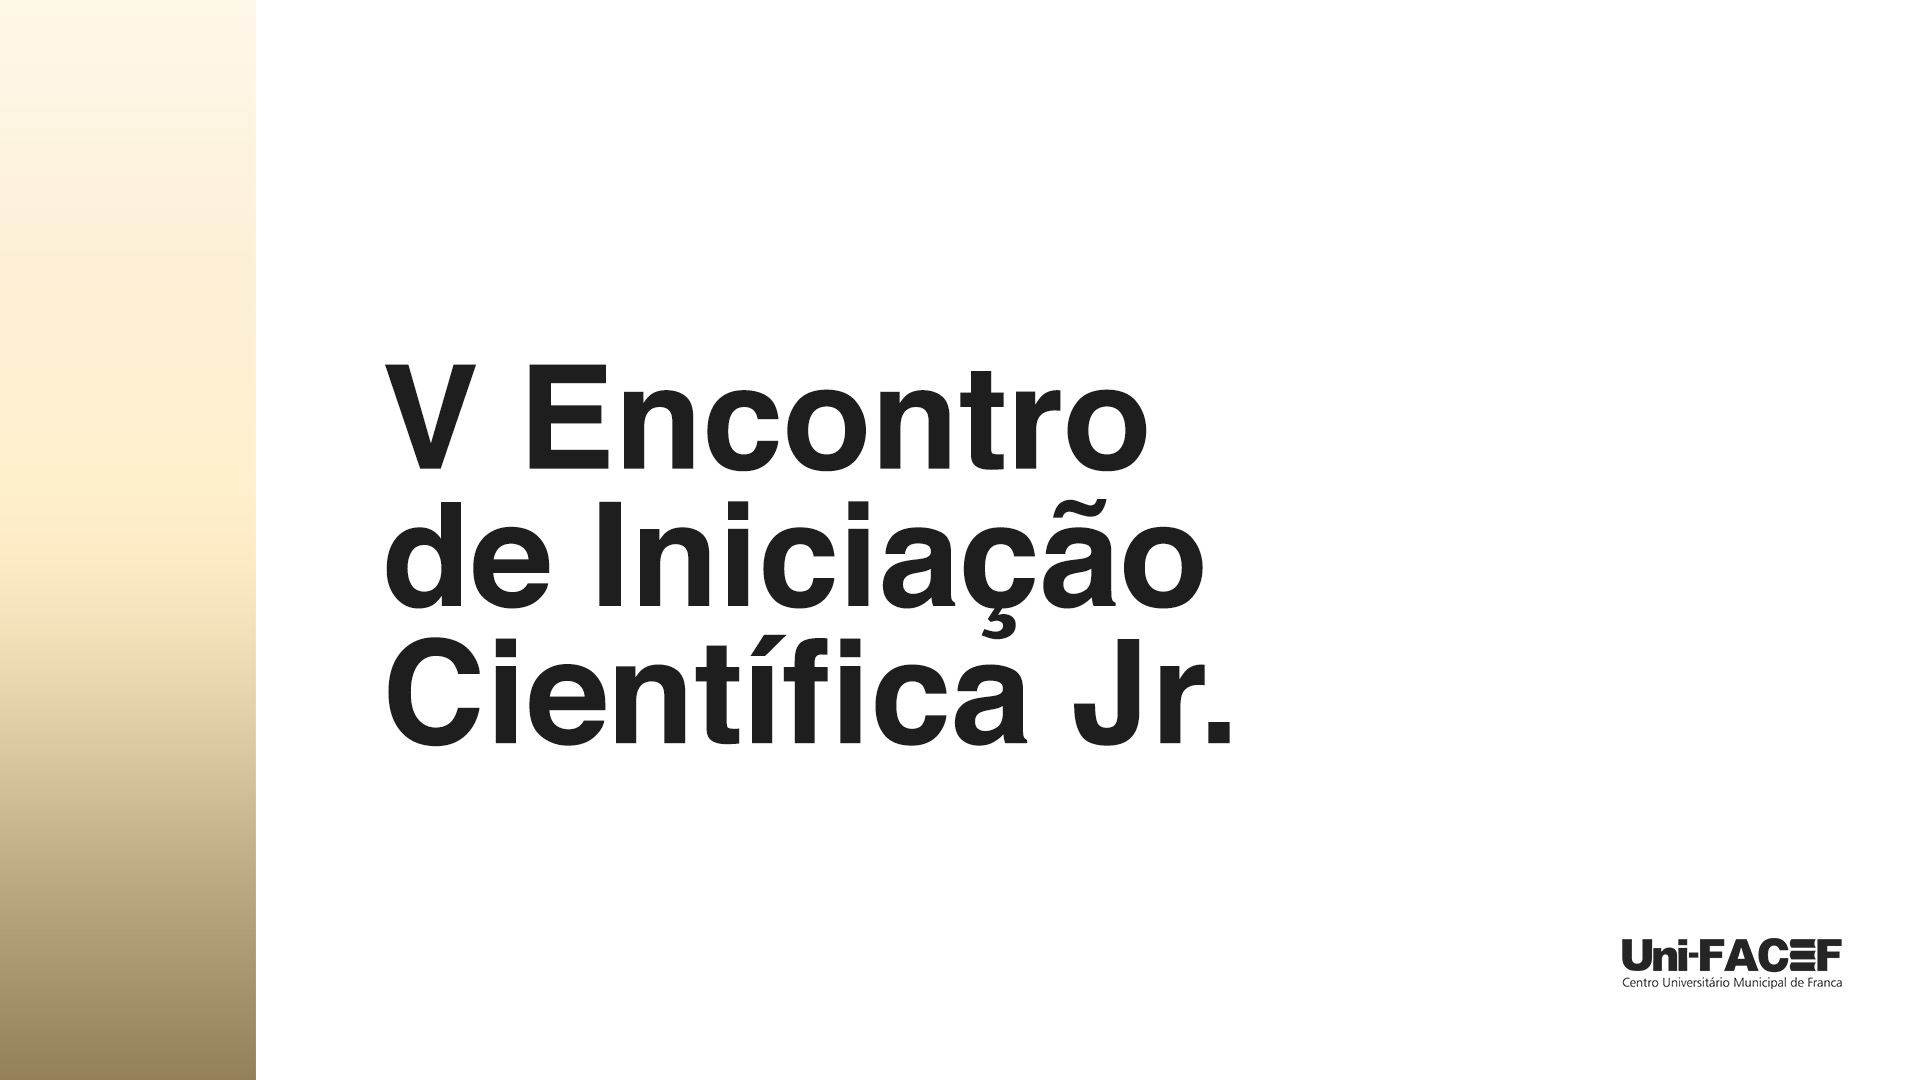 V Encontro
de Iniciação
Científica Jr.
Uni-FACEF
Centro Universitário Municipal de Franca